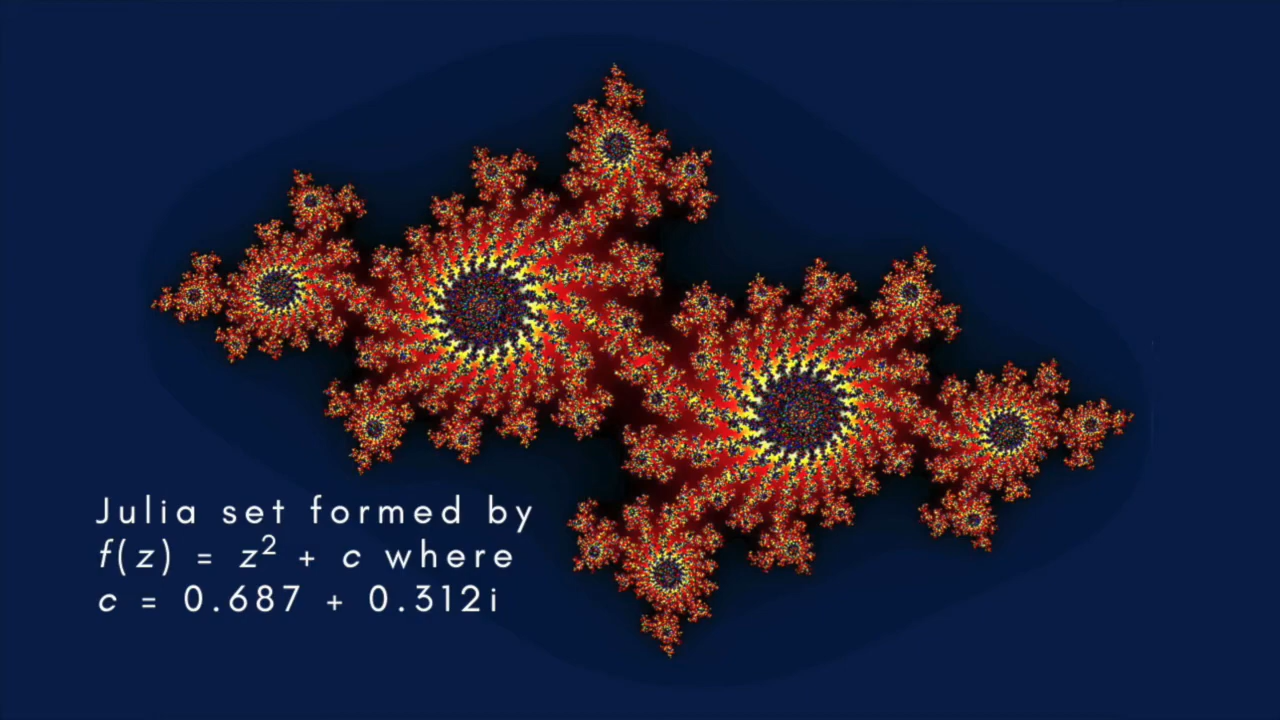 Julia set formed by
f(z) = z² + c where
c = 0.687 + 0.312i